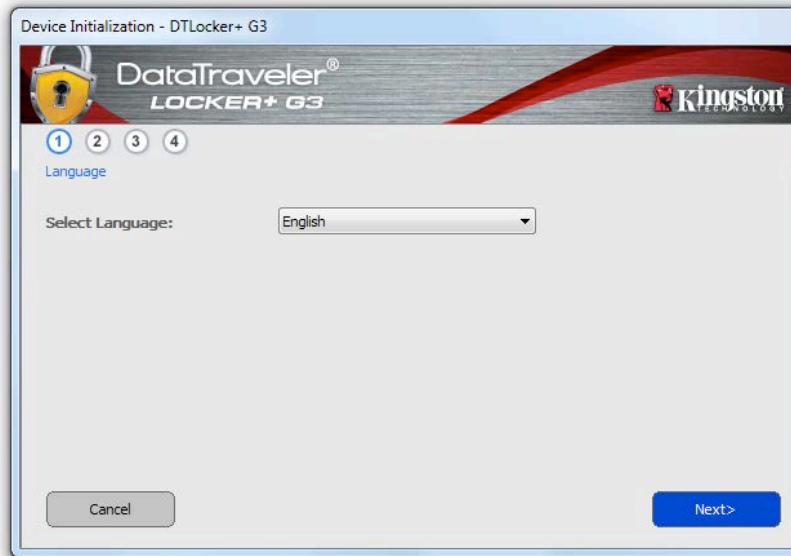 Device Initialization - DTLocker+ G3
DataTraveler®
LOCKER+ G3
Kingston
TECHNOLOGY
1 2 3 4
Language
Select Language: English
Cancel Next>